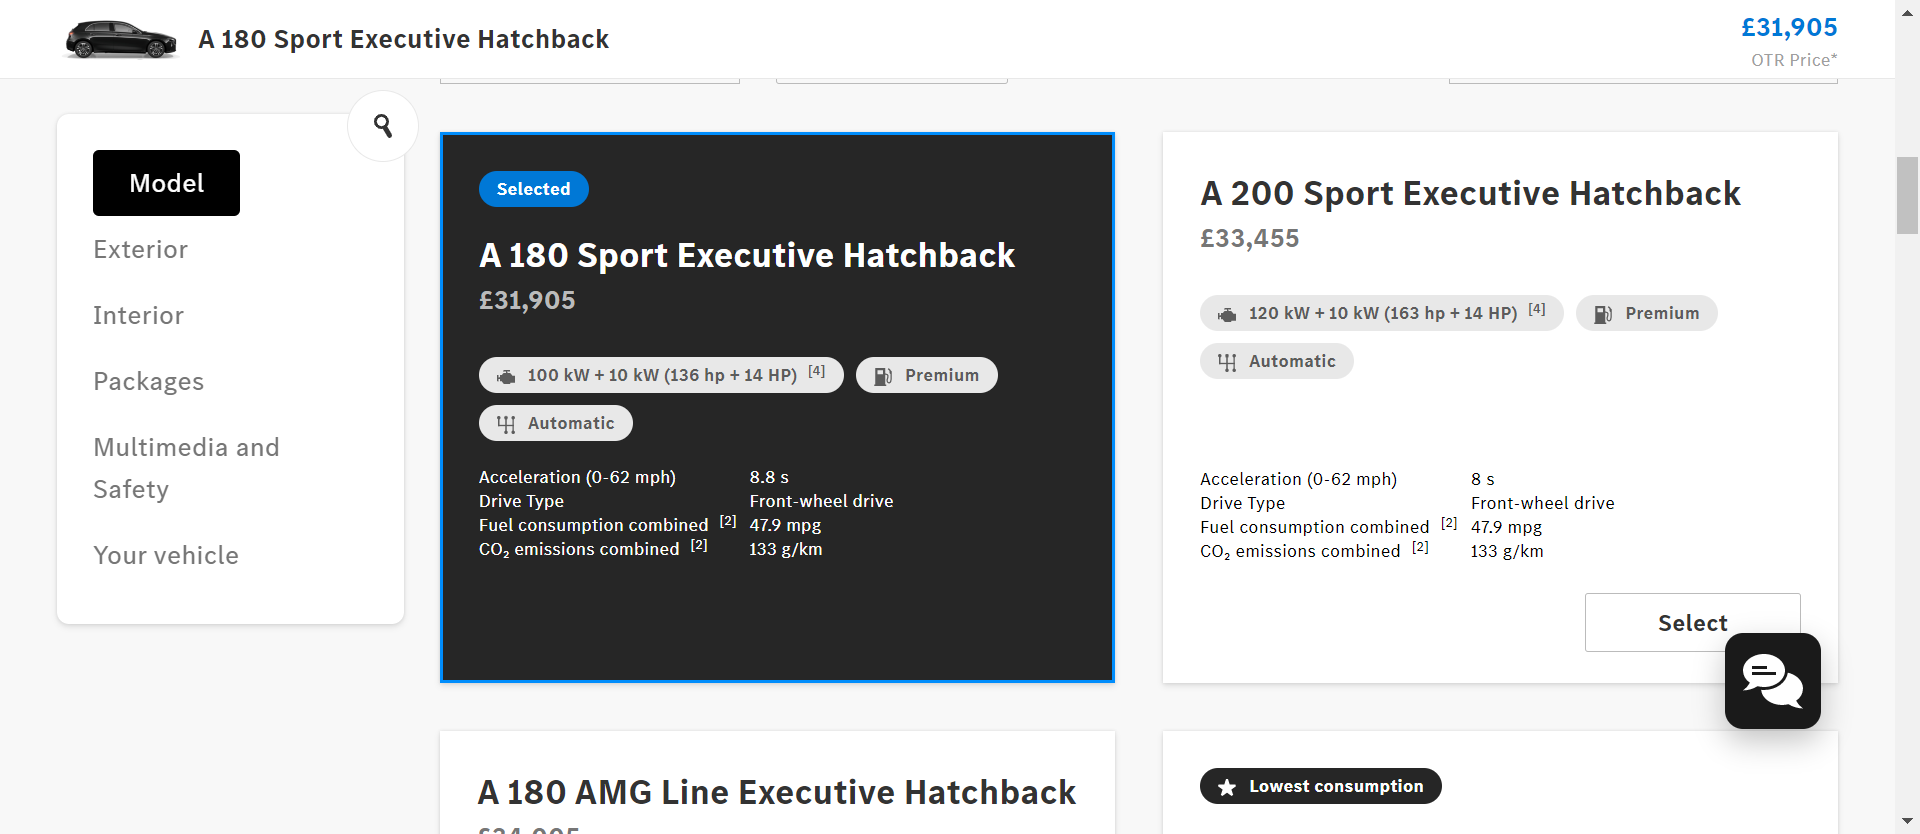 A 180 Sport Executive Hatchback
£31,905
OTR Price*
Model
Exterior
Interior
Packages
Multimedia and
Safety
Your vehicle
Selected
A 180 Sport Executive Hatchback
£31,905
100 kW + 10 kW (136 hp + 14 HP) [4]
Premium
Automatic
Acceleration (0-62 mph) 8.8 s
Drive Type Front-wheel drive
Fuel consumption combined [2] 47.9 mpg
CO₂ emissions combined [2] 133 g/km
A 200 Sport Executive Hatchback
£33,455
120 kW + 10 kW (163 hp + 14 HP) [4]
Premium
Automatic
Acceleration (0-62 mph) 8 s
Drive Type Front-wheel drive
Fuel consumption combined [2] 47.9 mpg
CO₂ emissions combined [2] 133 g/km
Select
A 180 AMG Line Executive Hatchback
Lowest consumption